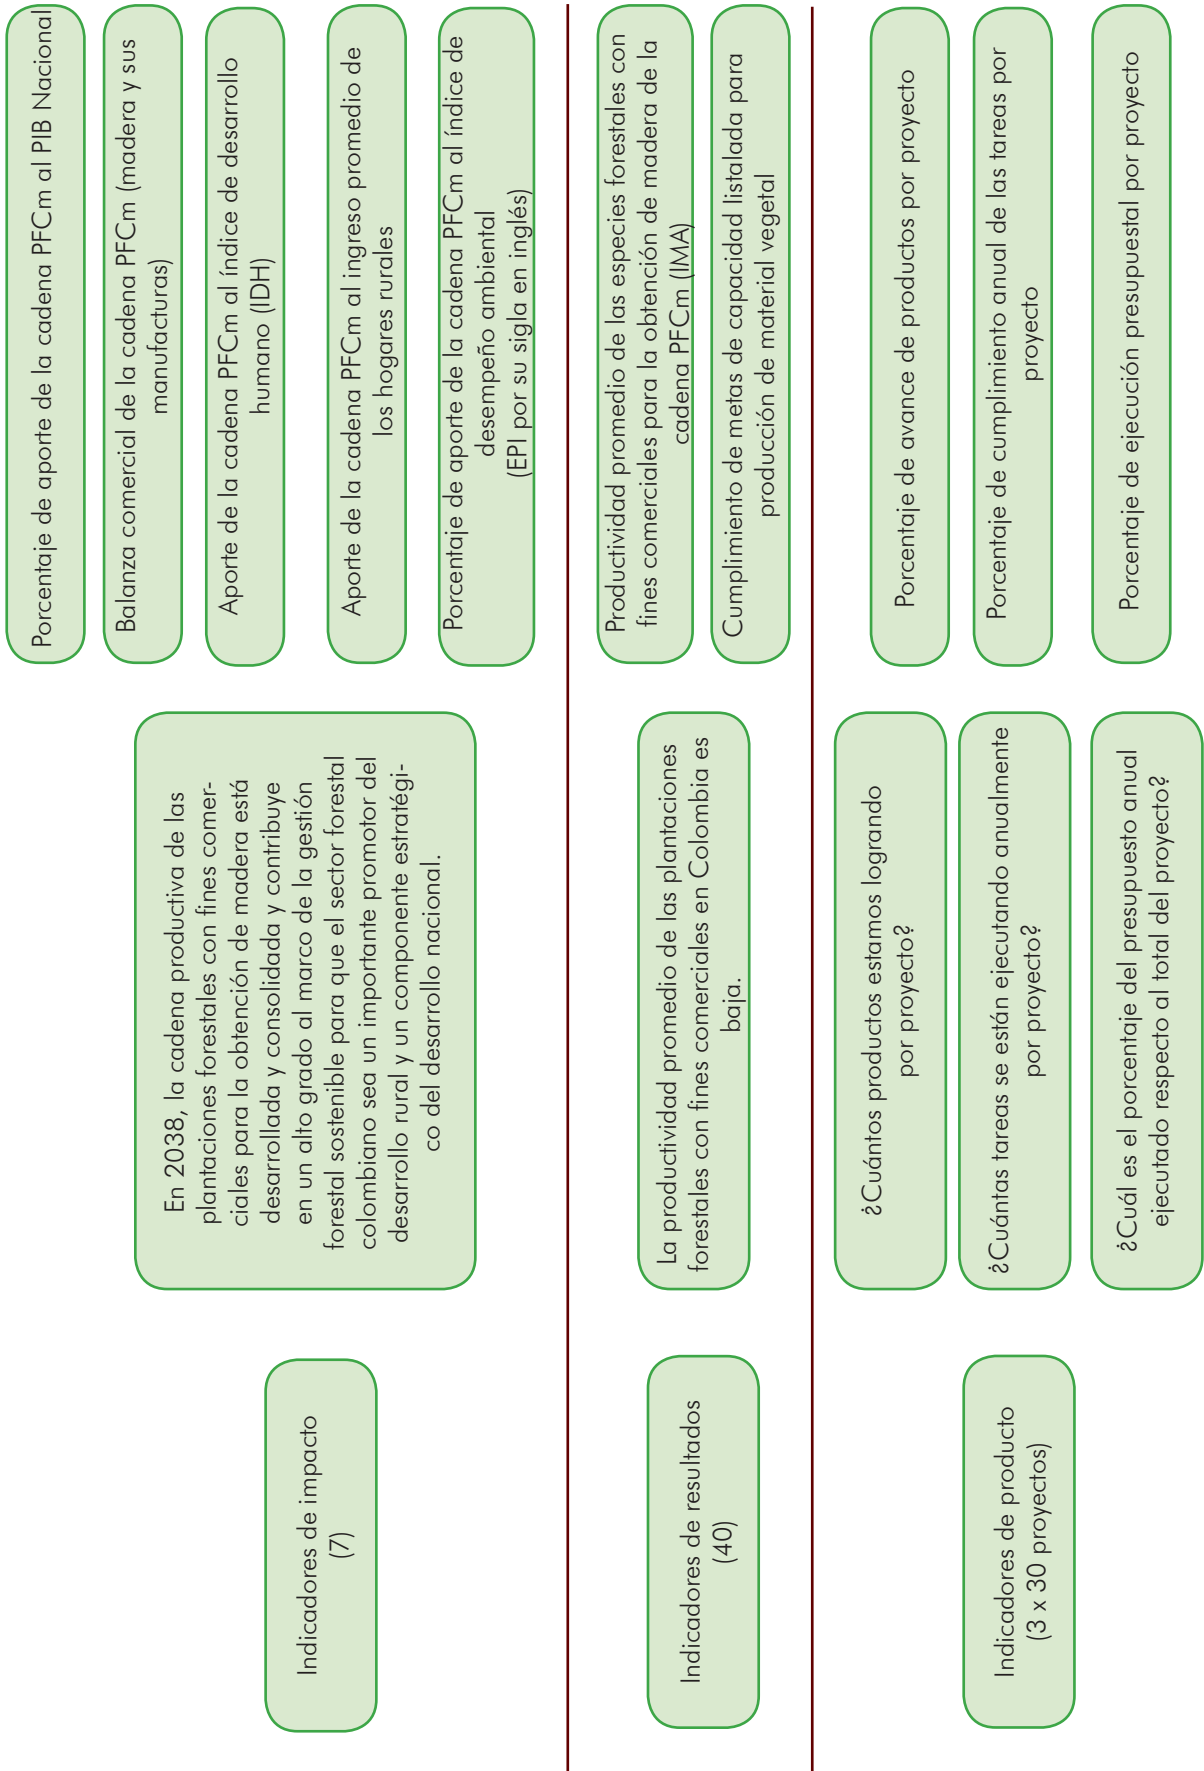 Indicadores de impacto
(7)
En 2038, la cadena productiva de las
plantaciones forestales con fines comer-
ciales para la obtención de madera está
desarrollada y consolidada y contribuye
en un alto grado al marco de la gestión
forestal sostenible para que el sector forestal
colombiano sea un importante promotor del
desarrollo rural y un componente estratégi-
co del desarrollo nacional.
Porcentaje de aporte de la cadena PFCm al PIB Nacional
Balanza comercial de la cadena PFCm (madera y sus
manufacturas)
Aporte de la cadena PFCm al índice de desarrollo
humano (IDH)
Aporte de la cadena PFCm al ingreso promedio de
los hogares rurales
Porcentaje de aporte de la cadena PFCm al índice de
desempeño ambiental
(EPI por su sigla en inglés)
Indicadores de resultados
(40)
La productividad promedio de las plantaciones
forestales con fines comerciales en Colombia es
baja.
Productividad promedio de las especies forestales con
fines comerciales para la obtención de madera de la
cadena PFCm (IMA)
Cumplimiento de metas de capacidad listalada para
producción de material vegetal
Indicadores de producto
(3 x 30 proyectos)
¿Cuántos productos estamos logrando
por proyecto?
¿Cuántas tareas se están ejecutando anualmente
por proyecto?
¿Cuál es el porcentaje del presupuesto anual
ejecutado respecto al total del proyecto?
Porcentaje de avance de productos por proyecto
Porcentaje de cumplimiento anual de las tareas por
proyecto
Porcentaje de ejecución presupuestal por proyecto